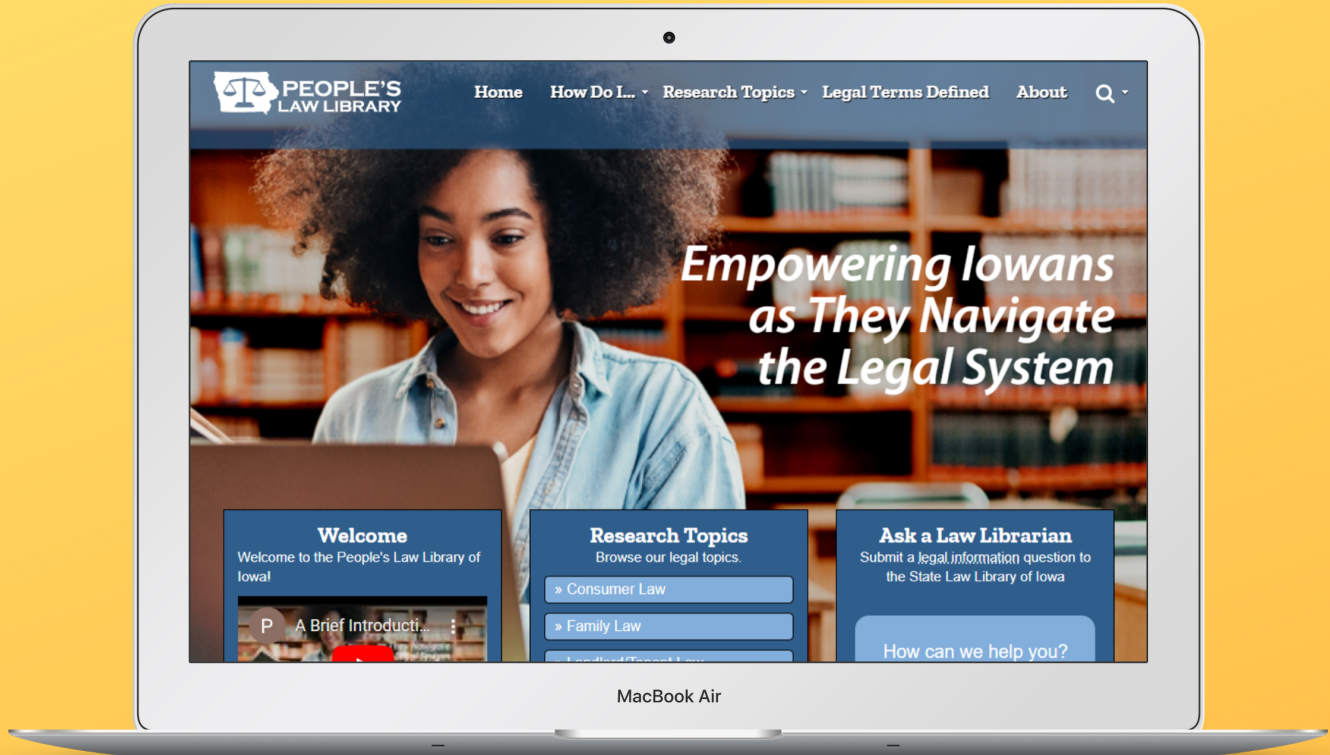 PEOPLE'S
LAW LIBRARY
Home How Do I... Research Topics Legal Terms Defined About
Empowering Iowans
as They Navigate
the Legal System
Welcome
Welcome to the People's Law Library of
Iowa!
P A Brief Introducti...
Research Topics
Browse our legal topics.
» Consumer Law
» Family Law
» Landlord/Tenant Law
Ask a Law Librarian
Submit a legal information question to
the State Law Library of Iowa
How can we help you?
MacBook Air